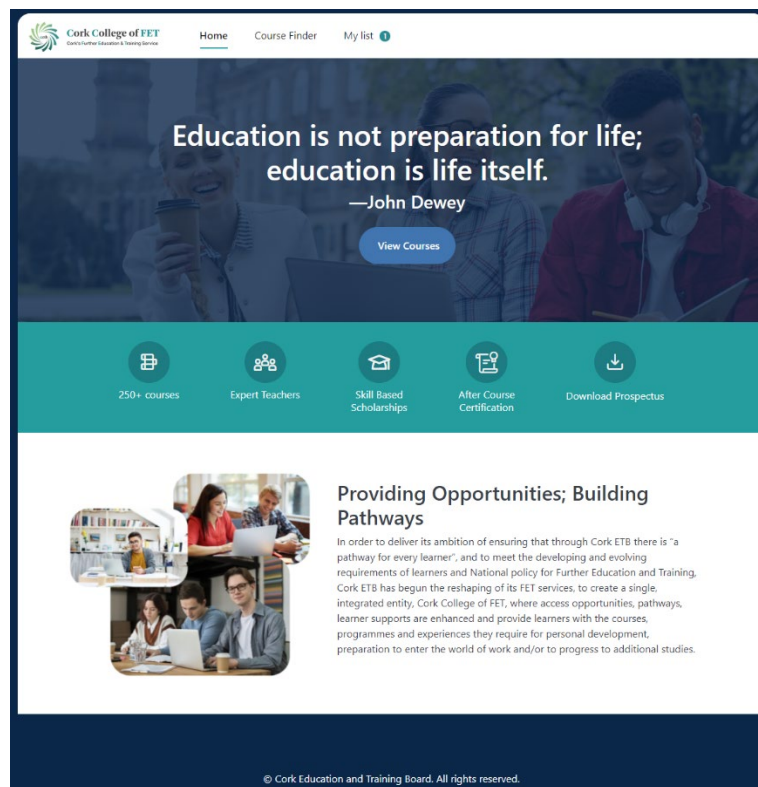 Cork College of FET
Cork's Further Education & Training Service
Home
Course Finder
My list 1
Education is not preparation for life;
education is life itself.
—John Dewey
View Courses
250+ courses
Expert Teachers
Skill Based
Scholarships
After Course
Certification
Download Prospectus
Providing Opportunities; Building
Pathways
In order to deliver its ambition of ensuring that through Cork ETB there is "a
pathway for every learner", and to meet the developing and evolving
requirements of learners and National policy for Further Education and Training,
Cork ETB has begun the reshaping of its FET services, to create a single,
integrated entity, Cork College of FET, where access opportunities, pathways,
learner supports are enhanced and provide learners with the courses,
programmes and experiences they require for personal development,
preparation to enter the world of work and/or to progress to additional studies.
© Cork Education and Training Board. All rights reserved.